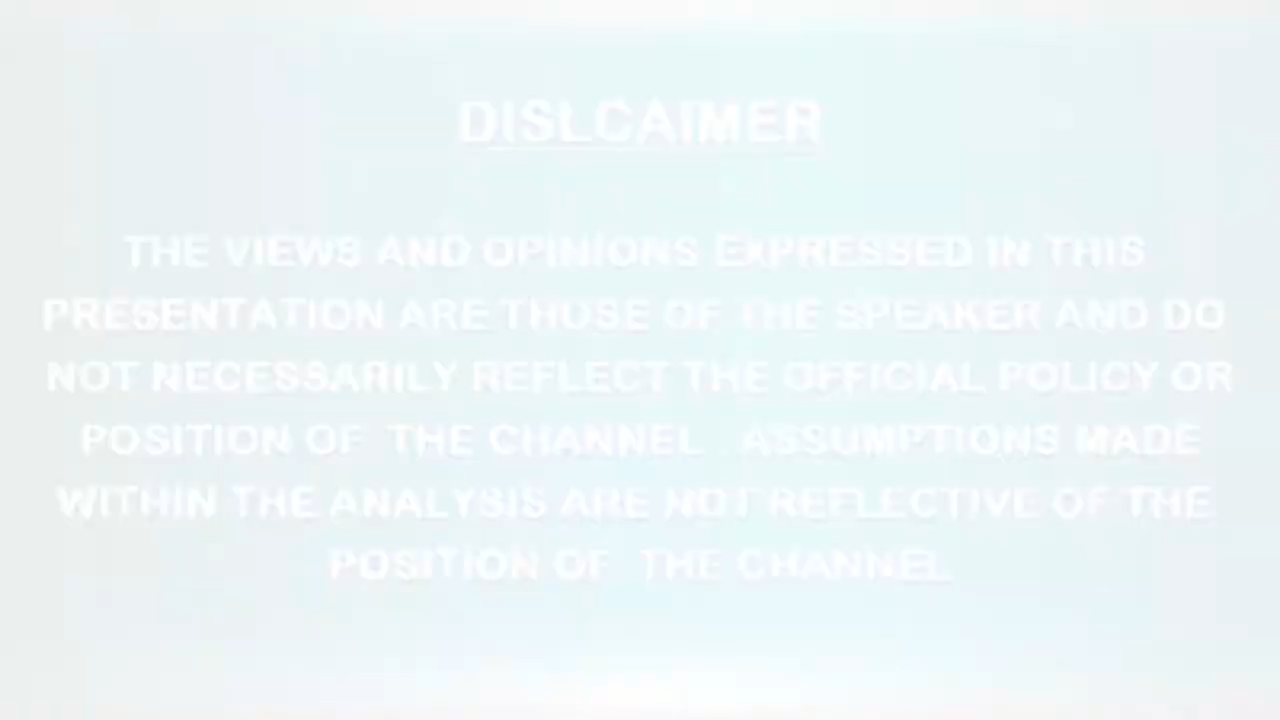 DISLCAIMER
THE VIEWS AND OPINIONS EXPRESSED IN THIS
PRESENTATION ARE THOSE OF THE SPEAKER AND DO
NOT NECESSARILY REFLECT THE OFFICIAL POLICY OR
POSITION OF THE CHANNEL . ASSUMPTIONS MADE
WITHIN THE ANALYSIS ARE NOT REFLECTIVE OF THE
POSITION OF THE CHANNEL